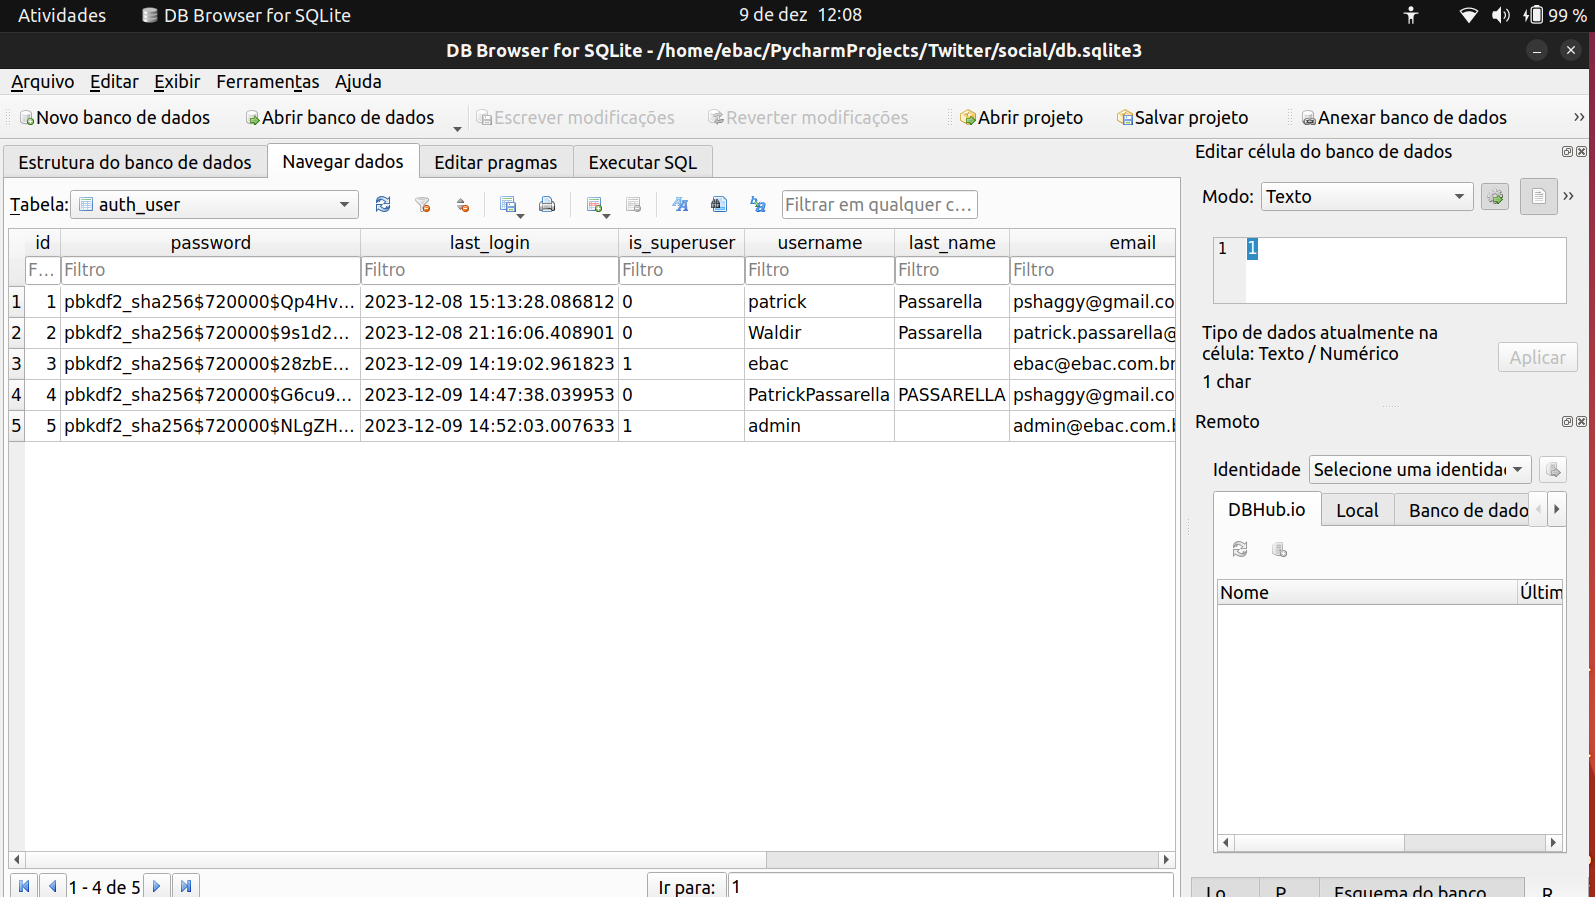 Atividades DB Browser for SQLite 9 de dez 12:08 99 %
DB Browser for SQLite - /home/ebac/PycharmProjects/Twitter/social/db.sqlite3
Arquivo Editar Exibir Ferramentas Ajuda
Novo banco de dados Abrir banco de dados Escrever modificações Reverter modificações Abrir projeto Salvar projeto Anexar banco de dados »
Estrutura do banco de dados Navegar dados Editar pragmas Executar SQL
Tabela: auth_user Filtrar em qualquer c...
id password last_login is_superuser username last_name email
F... Filtro Filtro Filtro Filtro Filtro Filtro
1 1 pbkdf2_sha256$720000$Qp4Hv... 2023-12-08 15:13:28.086812 0 patrick Passarella pshaggy@gmail.co
2 2 pbkdf2_sha256$720000$9s1d2... 2023-12-08 21:16:06.408901 0 Waldir Passarella patrick.passarella@
3 3 pbkdf2_sha256$720000$28zbE... 2023-12-09 14:19:02.961823 1 ebac ebac@ebac.com.br
4 4 pbkdf2_sha256$720000$G6cu9... 2023-12-09 14:47:38.039953 0 PatrickPassarella PASSARELLA pshaggy@gmail.co
5 5 pbkdf2_sha256$720000$NLgZH... 2023-12-09 14:52:03.007633 1 admin admin@ebac.com.b
1 - 4 de 5 Ir para: 1
Editar célula do banco de dados
Modo: Texto »
1 1
Tipo de dados atualmente na
célula: Texto / Numérico
Aplicar
1 char
Remoto
Identidade Selecione uma identidad
DBHub.io Local Banco de dado
Nome Últim
Lo P Esquema do banco R